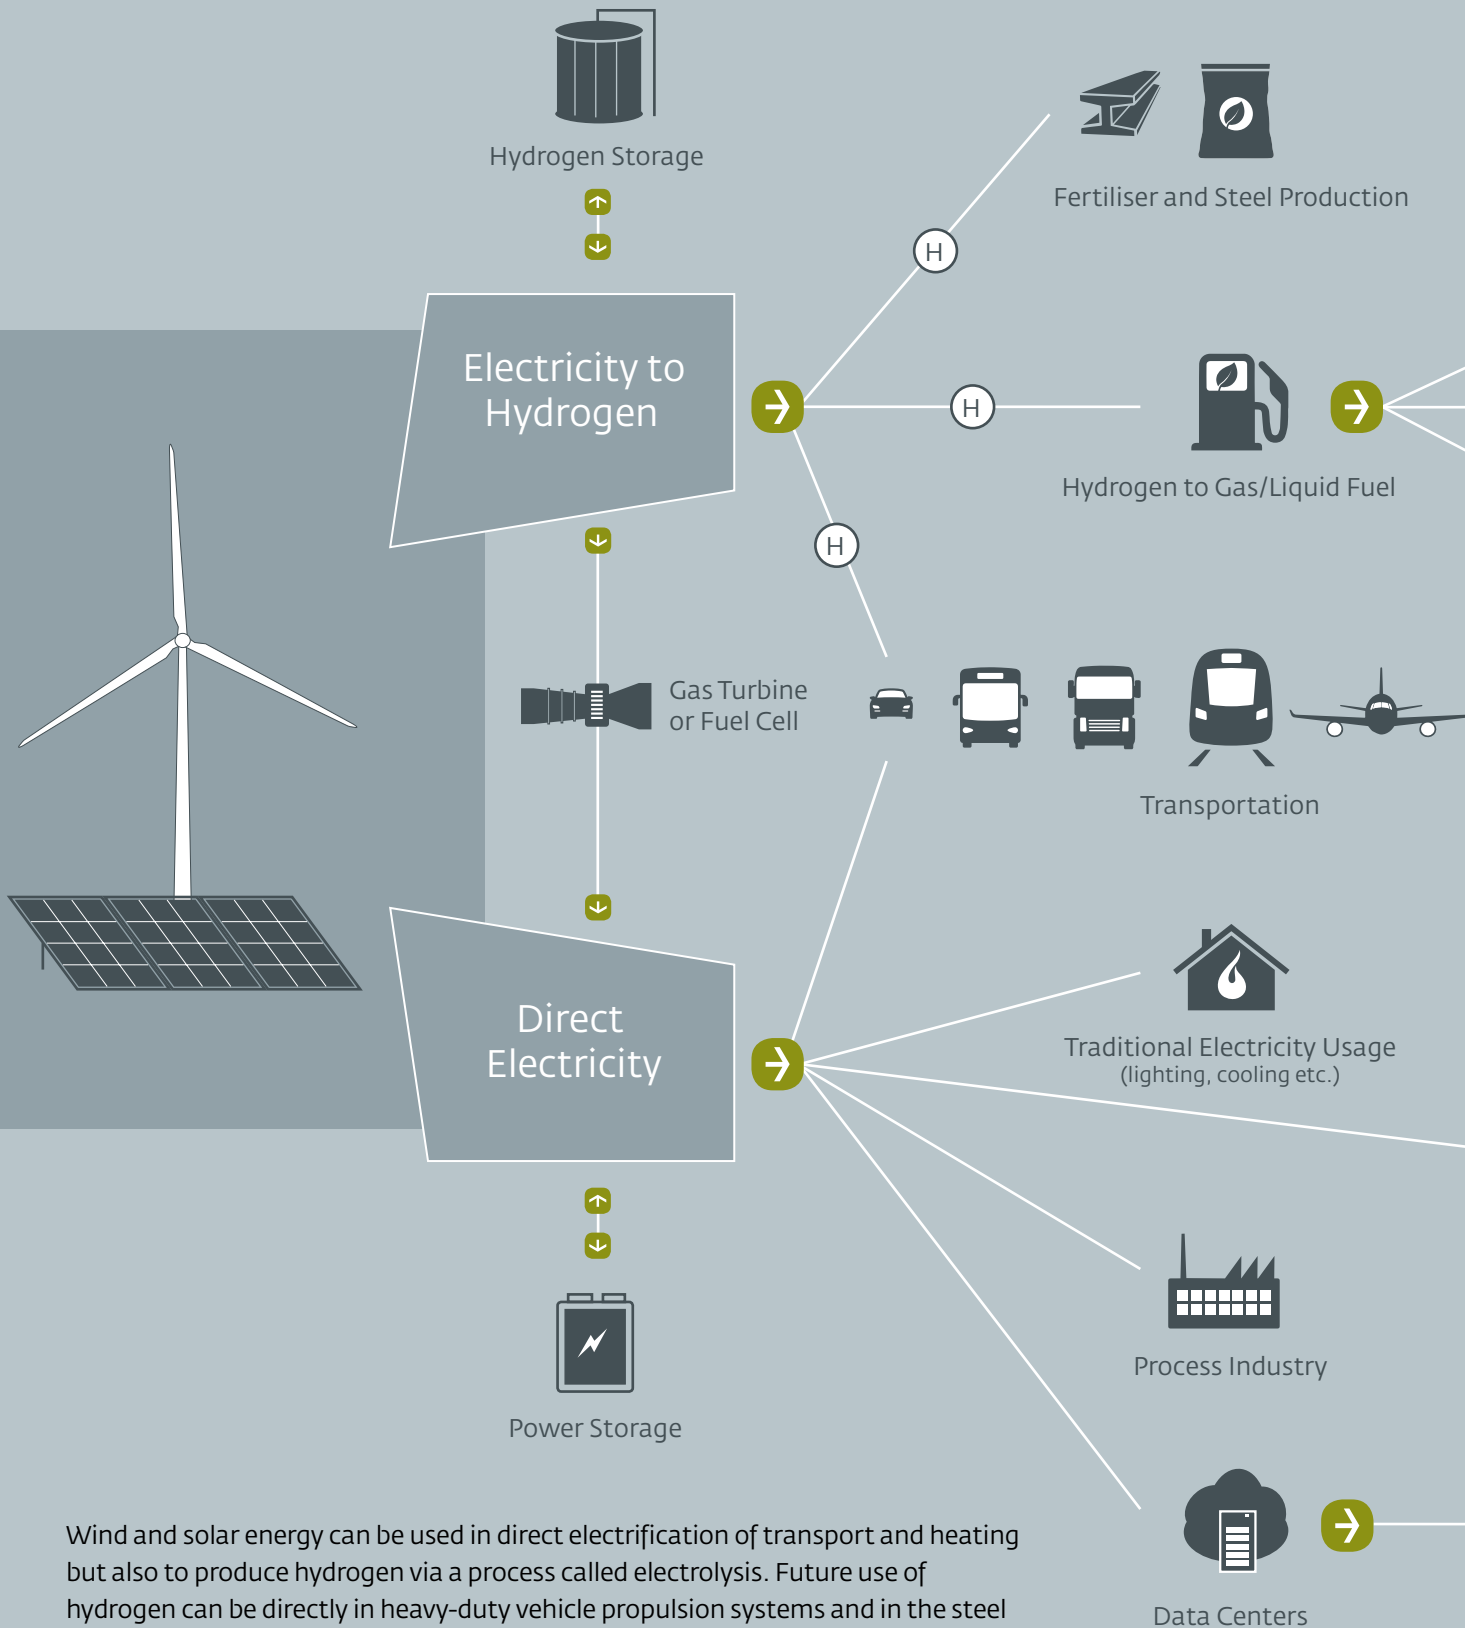 Hydrogen Storage
Fertiliser and Steel Production
H
Electricity to
Hydrogen
H
Hydrogen to Gas/Liquid Fuel
H
Gas Turbine
or Fuel Cell
Transportation
Direct
Electricity
Traditional Electricity Usage
(lighting, cooling etc.)
Process Industry
Power Storage
Data Centers
Wind and solar energy can be used in direct electrification of transport and heating
but also to produce hydrogen via a process called electrolysis. Future use of
hydrogen can be directly in heavy-duty vehicle propulsion systems and in the steel